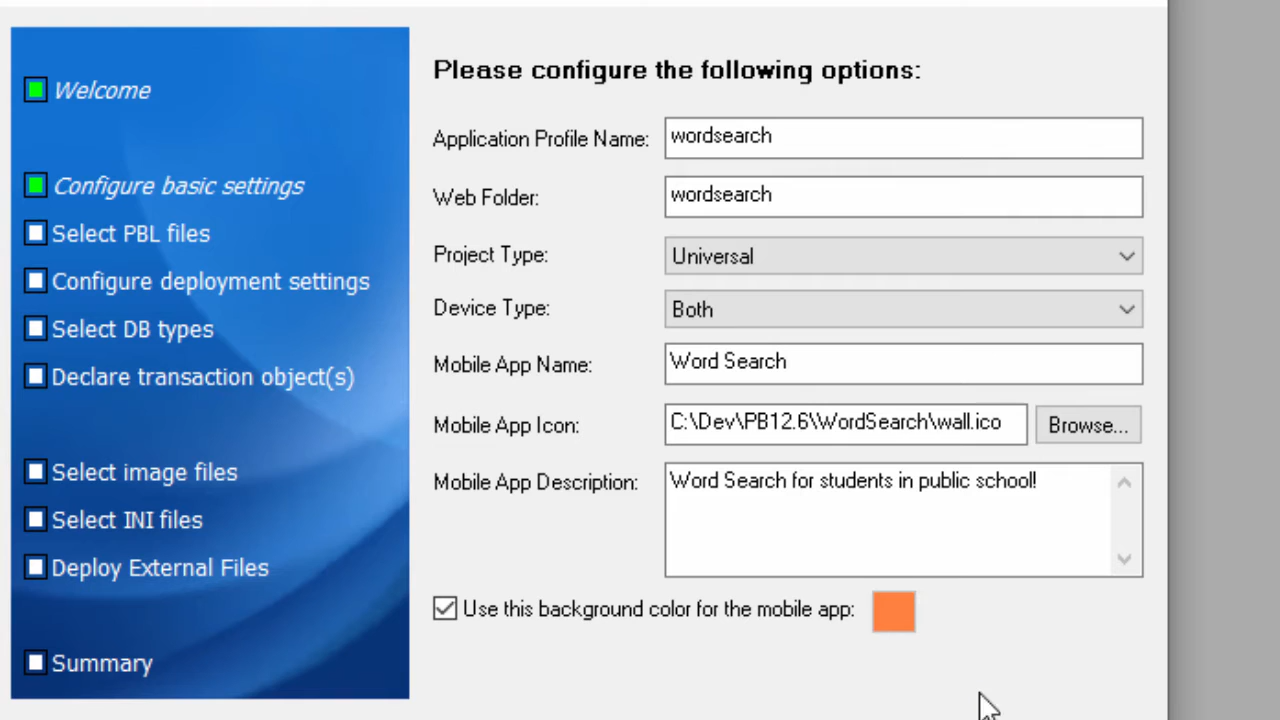 Welcome
Configure basic settings
Select PBL files
Configure deployment settings
Select DB types
Declare transaction object(s)
Select image files
Select INI files
Deploy External Files
Summary
Please configure the following options:
Application Profile Name: wordsearch
Web Folder: wordsearch
Project Type: Universal
Device Type: Both
Mobile App Name: Word Search
Mobile App Icon: C:\Dev\PB12.6\WordSearch\wall.ico Browse...
Mobile App Description: Word Search for students in public school!
Use this background color for the mobile app: